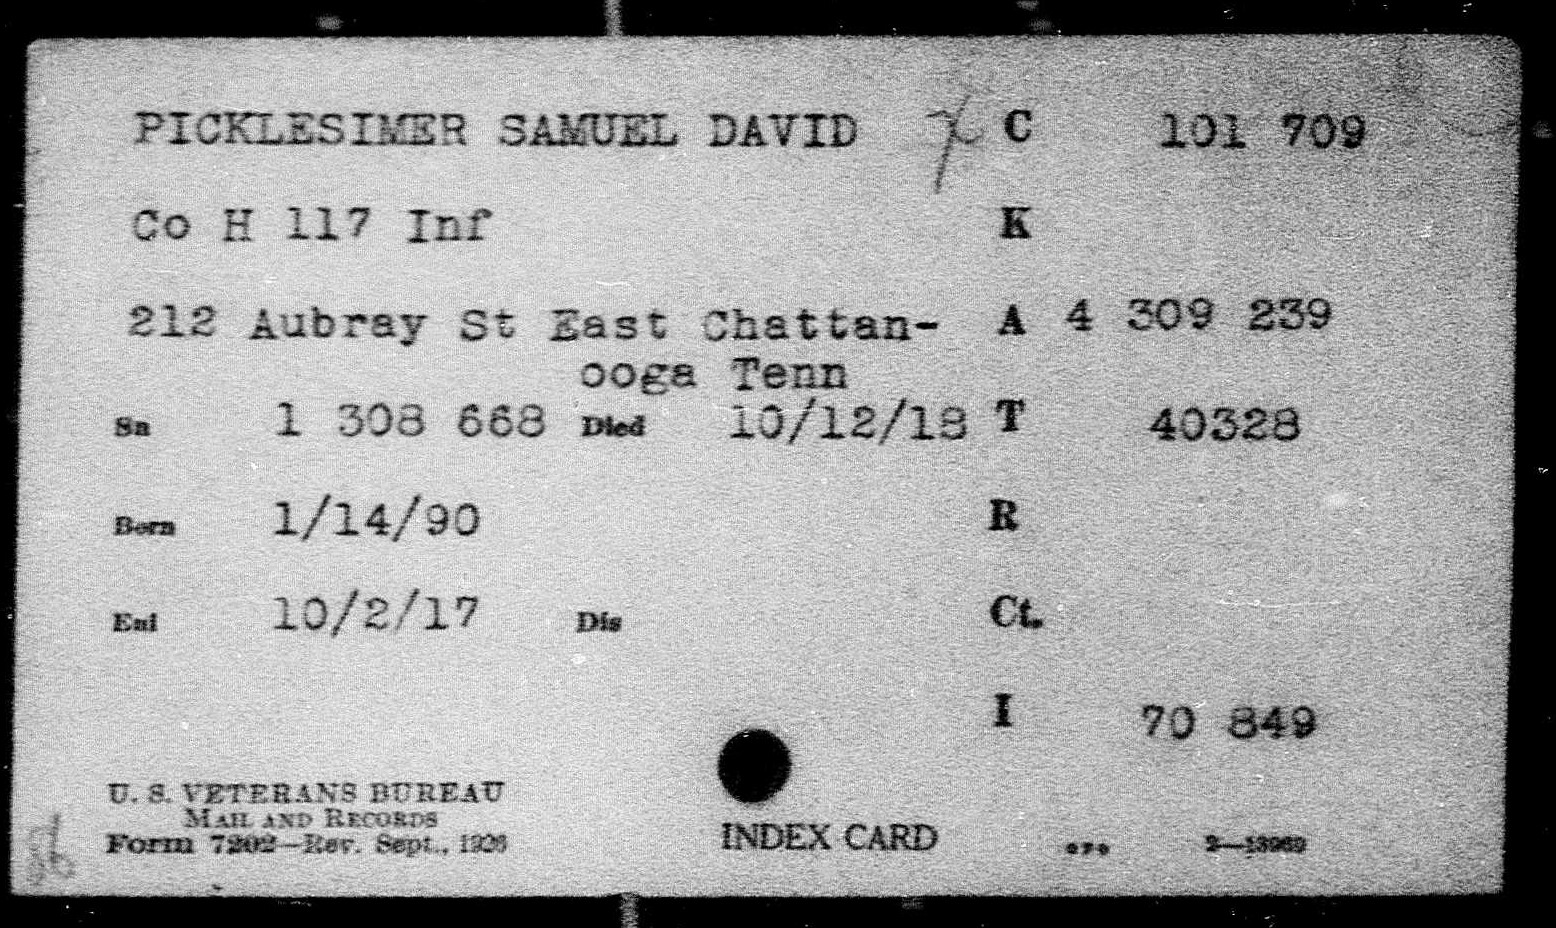 PICKLESIMER SAMUEL DAVID C 101 709
Co H 117 Inf K
212 Aubray St East Chattan- A 4 309 239
ooga Tenn
Sn 1 308 668 Died 10/12/18 T 40328
Born 1/14/90 R
Enl 10/2/17 Dis Ct.
I 70 849
U. S. VETERANS BUREAU
MAIL AND RECORDS
Form 7202—Rev. Sept., 1926
INDEX CARD